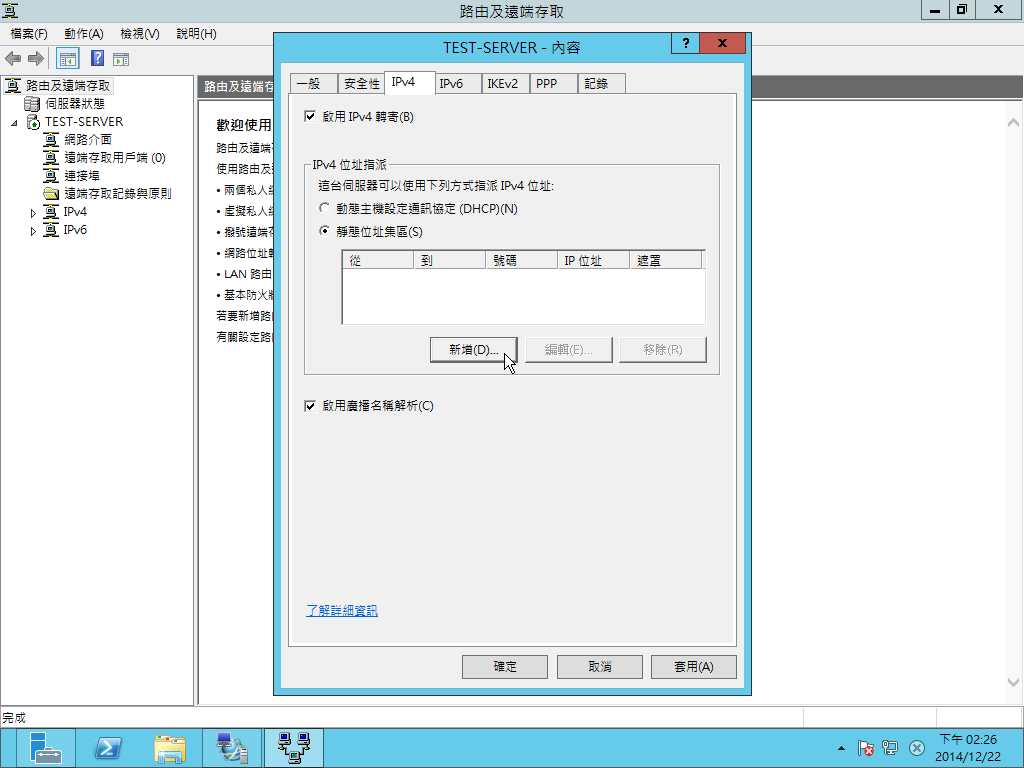 路由及遠端存取
檔案(F) 動作(A) 檢視(V) 說明(H)
路由及遠端存取
伺服器狀態
TEST-SERVER
網路介面
遠端存取用戶端 (0)
連接埠
遠端存取記錄與原則
IPv4
IPv6
路由及遠端存
歡迎使用
路由及遠端
使用路由及
• 兩個私人
• 虛擬私人
• 撥號遠端存
• 網路位址
• LAN 路由
• 基本防火
若要新增路
有關設定路
TEST-SERVER - 內容
一般 安全性 IPv4 IPv6 IKEv2 PPP 記錄
啟用 IPv4 轉寄(B)
IPv4 位址指派
這台伺服器可以使用下列方式指派 IPv4 位址:
動態主機設定通訊協定 (DHCP)(N)
靜態位址集區(S)
從 到 號碼 IP 位址 遮罩
新增(D)... 編輯(E)... 移除(R)
啟用廣播名稱解析(C)
了解詳細資訊
確定 取消 套用(A)
完成
下午 02:26
2014/12/22